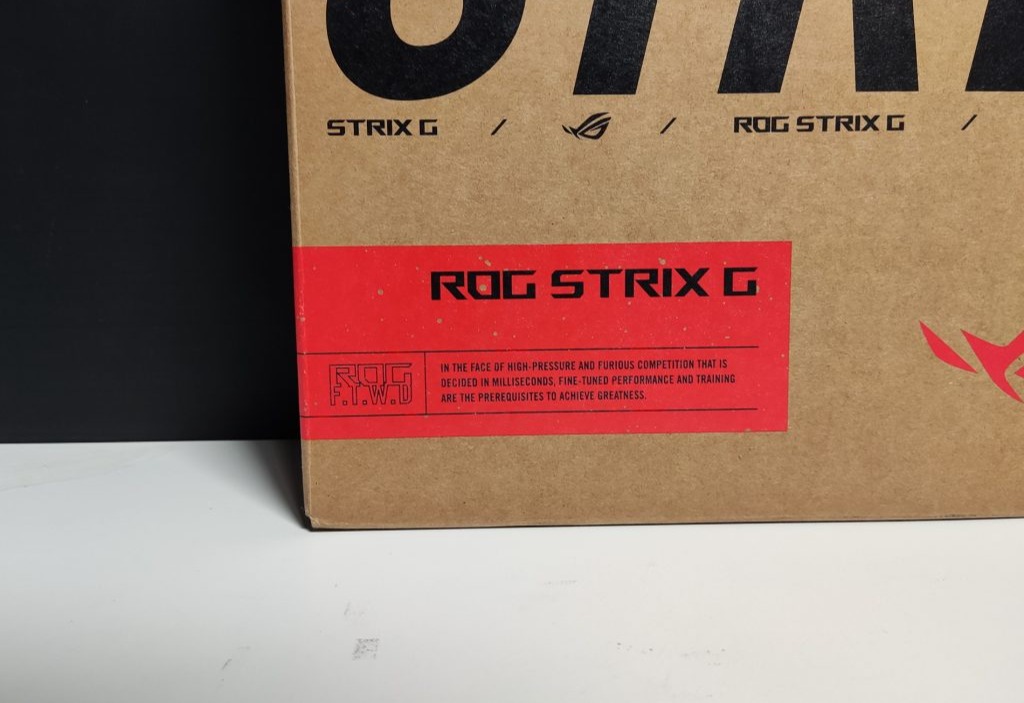 STRIX G / / ROG STRIX G /
ROG STRIX G
ROG
F.T.W.D
IN THE FACE OF HIGH-PRESSURE AND FURIOUS COMPETITION THAT IS
DECIDED IN MILLISECONDS, FINE-TUNED PERFORMANCE AND TRAINING
ARE THE PREREQUISITES TO ACHIEVE GREATNESS.